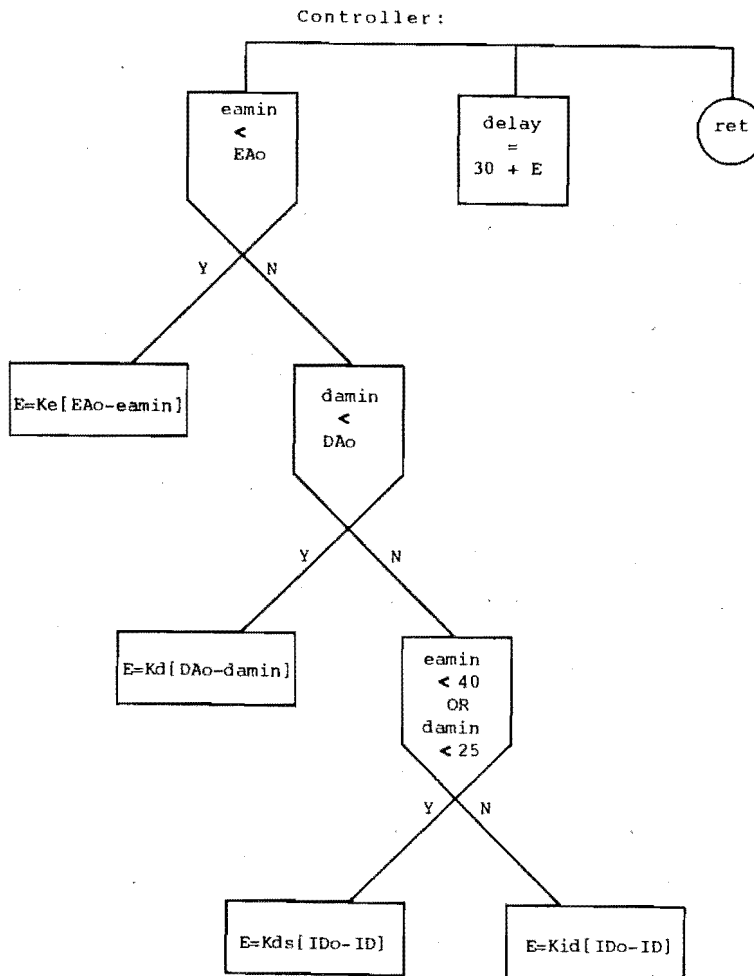 Controller:
eamin
<
EAo
delay
=
30 + E
ret
Y N
E=Ke[EAo-eamin]
damin
<
DAo
Y N
E=Kd[DAo-damin]
eamin
< 40
OR
damin
< 25
Y N
E=Kds[IDo-ID]
E=Kid[IDo-ID]